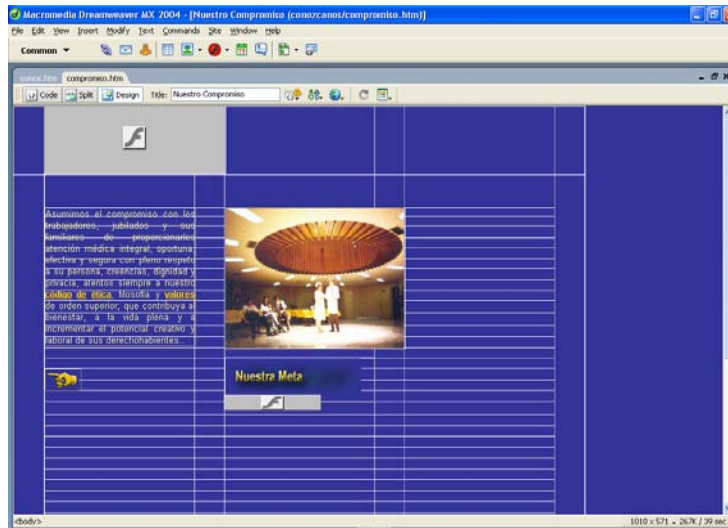 Macromedia Dreamweaver MX 2004 - [Nuestro Compromiso (conozcanos/compromiso.htm)]
File Edit View Insert Modify Text Commands Site Window Help
Common
compromiso.htm
Code Split Design Title: Nuestro Compromiso
Asumimos el compromiso con los
trabajadores, jubilados y sus
familiares de proporcionarles
atención médica integral, oportuna,
efectiva y segura con pleno respeto
a su persona, creencias, dignidad y
privacia, atentos siempre a nuestro
código de ética, filosofía y valores
de orden superior, que contribuya al
bienestar, a la vida plena y a
incrementar el potencial creativo y
laboral de sus derechohabientes.
Nuestra Meta
<body>
1010 x 571 - 267K / 39 sec